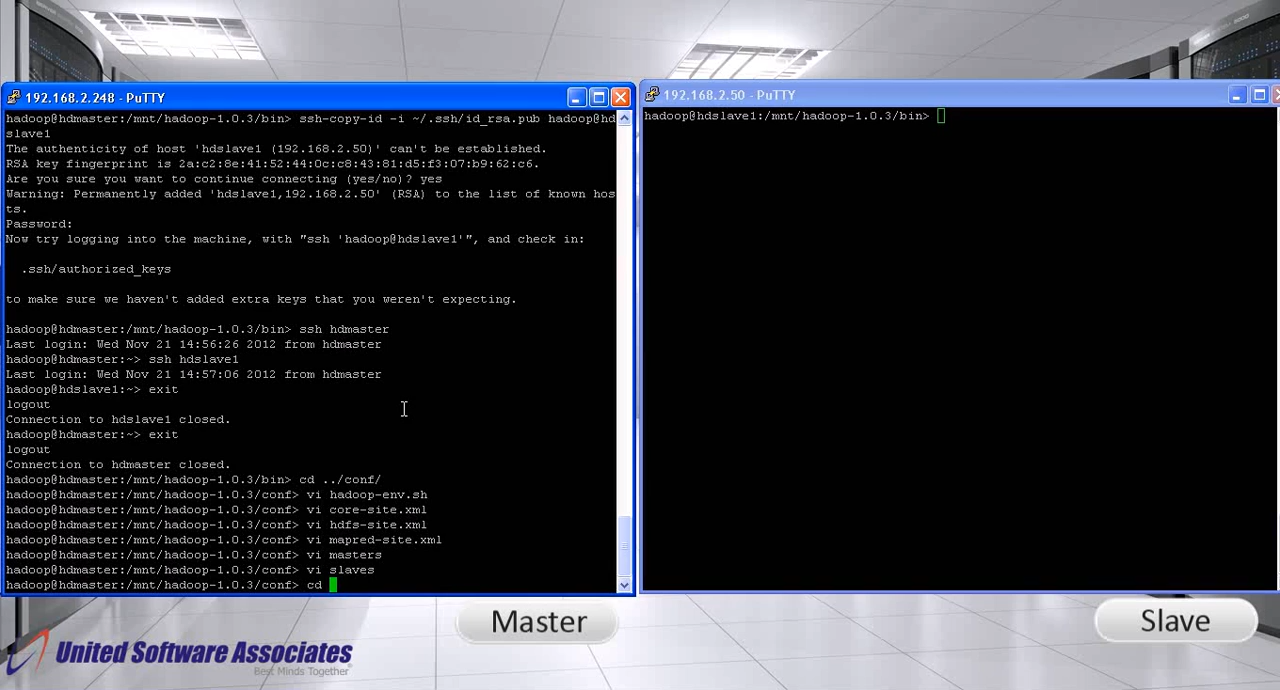 192.168.2.248 - PuTTY
hadoop@hdmaster:/mnt/hadoop-1.0.3/bin> ssh-copy-id -i ~/.ssh/id_rsa.pub hadoop@hd
slave1
The authenticity of host 'hdslave1 (192.168.2.50)' can't be established.
RSA key fingerprint is 2a:c2:8e:41:52:44:0c:c8:43:81:d5:f3:07:b9:62:c6.
Are you sure you want to continue connecting (yes/no)? yes
Warning: Permanently added 'hdslave1,192.168.2.50' (RSA) to the list of known hos
ts.
Password:
Now try logging into the machine, with "ssh 'hadoop@hdslave1'", and check in:
.ssh/authorized_keys
to make sure we haven't added extra keys that you weren't expecting.
hadoop@hdmaster:/mnt/hadoop-1.0.3/bin> ssh hdmaster
Last login: Wed Nov 21 14:56:26 2012 from hdmaster
hadoop@hdmaster:~> ssh hdslave1
Last login: Wed Nov 21 14:57:06 2012 from hdmaster
hadoop@hdslave1:~> exit
logout
Connection to hdslave1 closed.
hadoop@hdmaster:~> exit
logout
Connection to hdmaster closed.
hadoop@hdmaster:/mnt/hadoop-1.0.3/bin> cd ../conf/
hadoop@hdmaster:/mnt/hadoop-1.0.3/conf> vi hadoop-env.sh
hadoop@hdmaster:/mnt/hadoop-1.0.3/conf> vi core-site.xml
hadoop@hdmaster:/mnt/hadoop-1.0.3/conf> vi hdfs-site.xml
hadoop@hdmaster:/mnt/hadoop-1.0.3/conf> vi mapred-site.xml
hadoop@hdmaster:/mnt/hadoop-1.0.3/conf> vi masters
hadoop@hdmaster:/mnt/hadoop-1.0.3/conf> vi slaves
hadoop@hdmaster:/mnt/hadoop-1.0.3/conf> cd
192.168.2.50 - PuTTY
hadoop@hdslave1:/mnt/hadoop-1.0.3/bin>
Master
Slave
United Software Associates
Best Minds Together